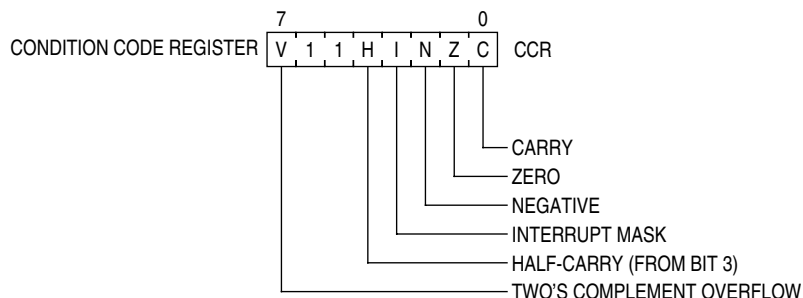 7 0
CONDITION CODE REGISTER V 1 1 H I N Z C CCR
CARRY
ZERO
NEGATIVE
INTERRUPT MASK
HALF-CARRY (FROM BIT 3)
TWO'S COMPLEMENT OVERFLOW